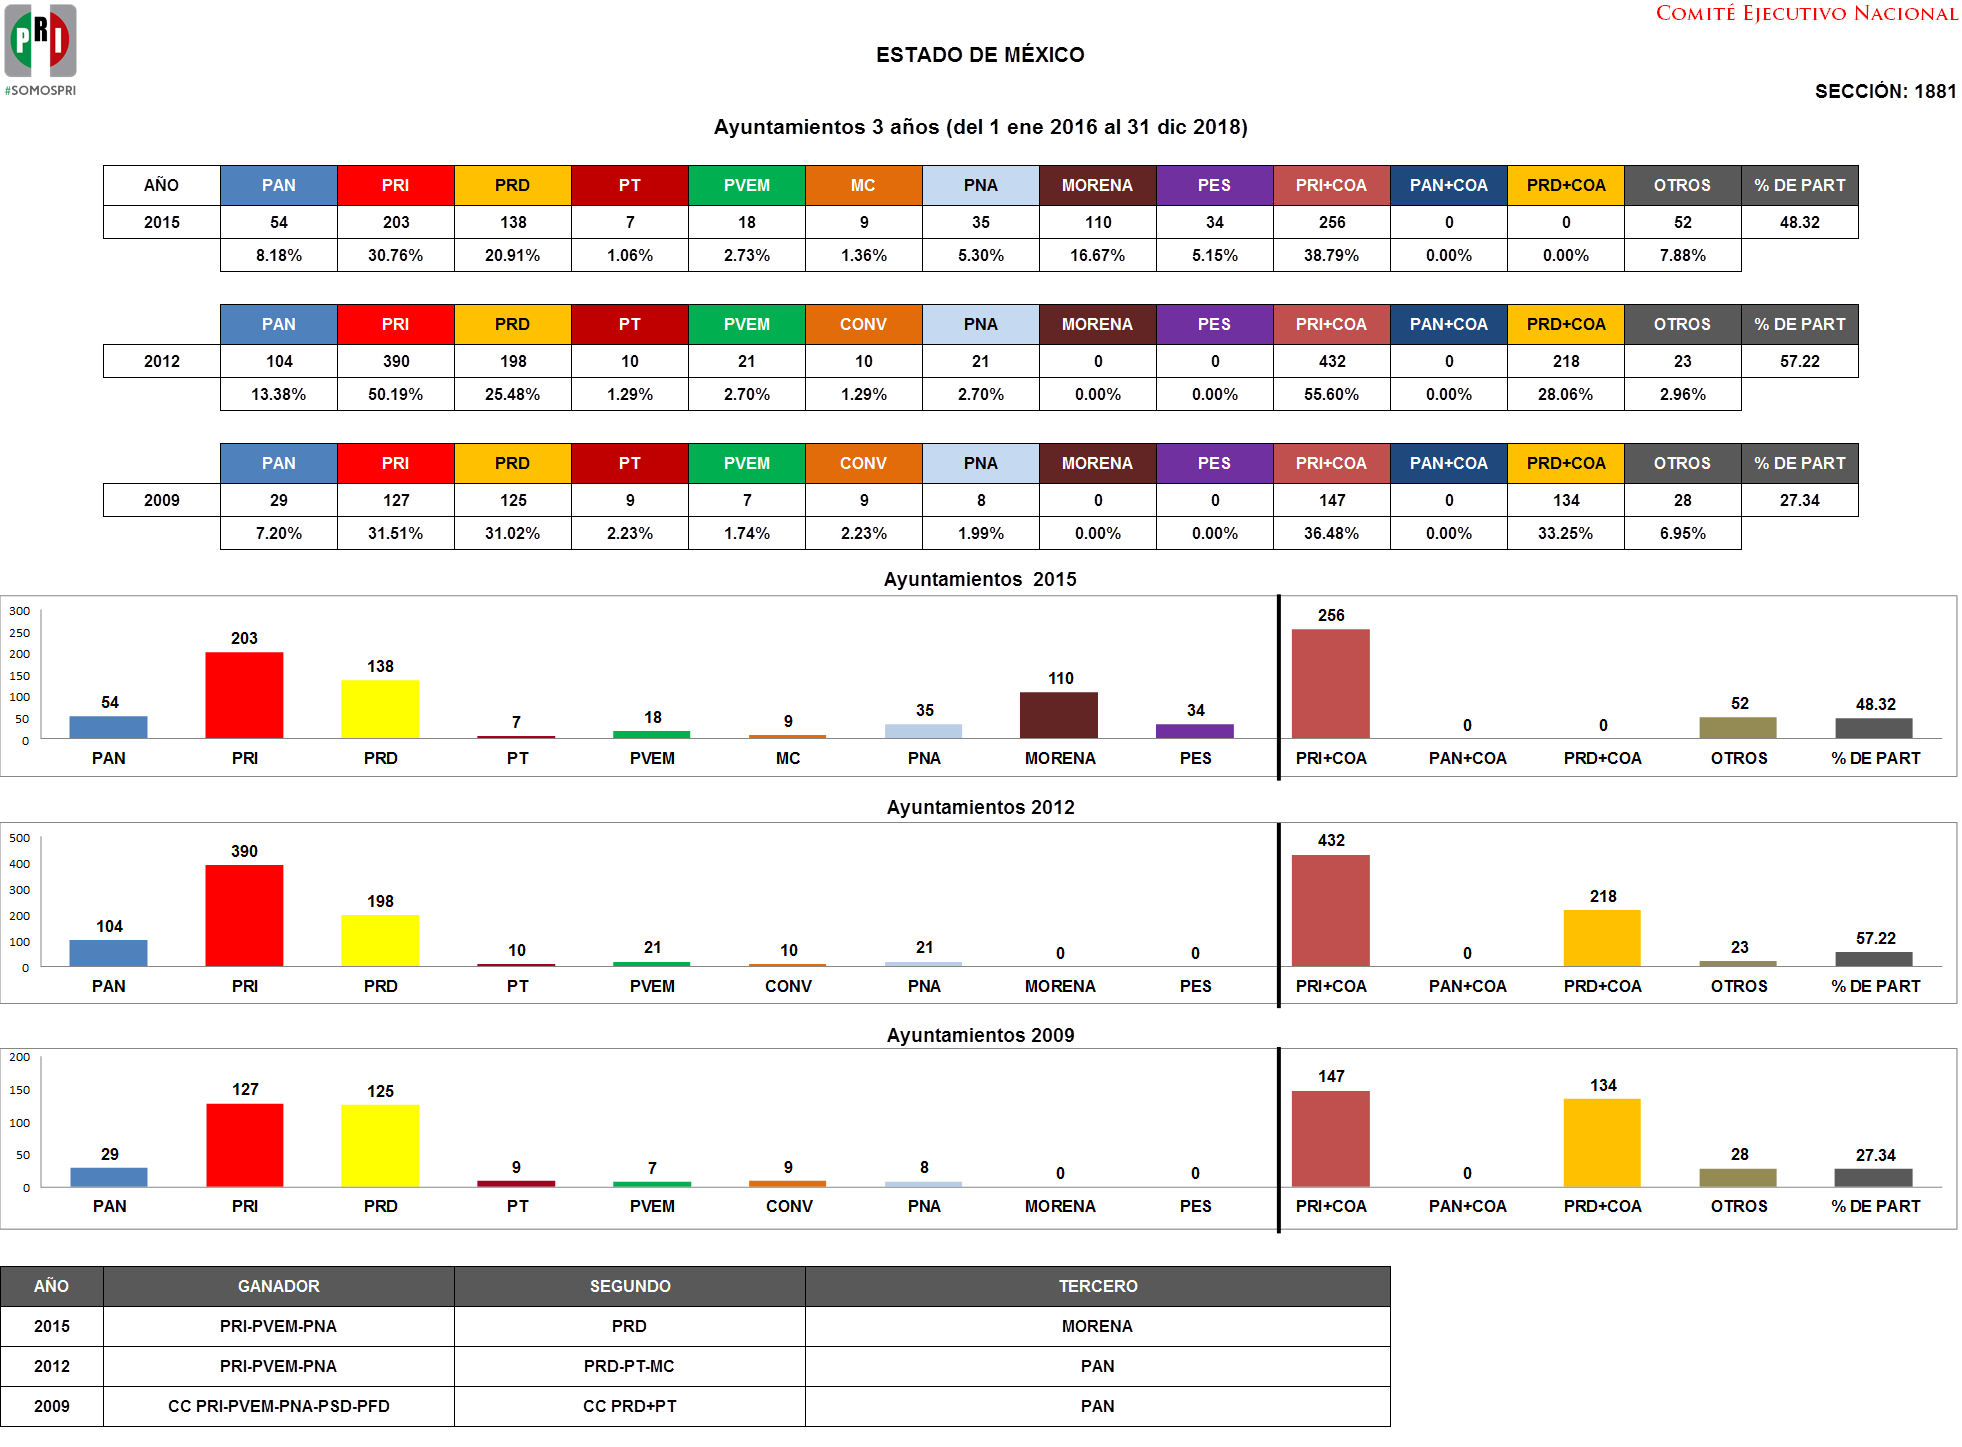 PRI
#SOMOSPRI
COMITÉ EJECUTIVO NACIONAL
ESTADO DE MÉXICO
SECCIÓN: 1881
Ayuntamientos 3 años (del 1 ene 2016 al 31 dic 2018)
AÑO PAN PRI PRD PT PVEM MC PNA MORENA PES PRI+COA PAN+COA PRD+COA OTROS % DE PART
2015 54 203 138 7 18 9 35 110 34 256 0 0 52 48.32
8.18% 30.76% 20.91% 1.06% 2.73% 1.36% 5.30% 16.67% 5.15% 38.79% 0.00% 0.00% 7.88%
PAN PRI PRD PT PVEM CONV PNA MORENA PES PRI+COA PAN+COA PRD+COA OTROS % DE PART
2012 104 390 198 10 21 10 21 0 0 432 0 218 23 57.22
13.38% 50.19% 25.48% 1.29% 2.70% 1.29% 2.70% 0.00% 0.00% 55.60% 0.00% 28.06% 2.96%
PAN PRI PRD PT PVEM CONV PNA MORENA PES PRI+COA PAN+COA PRD+COA OTROS % DE PART
2009 29 127 125 9 7 9 8 0 0 147 0 134 28 27.34
7.20% 31.51% 31.02% 2.23% 1.74% 2.23% 1.99% 0.00% 0.00% 36.48% 0.00% 33.25% 6.95%
Ayuntamientos 2015
300
250
200
150
100
50
0
54 203 138 7 18 9 35 110 34 256 0 0 52 48.32
PAN PRI PRD PT PVEM MC PNA MORENA PES PRI+COA PAN+COA PRD+COA OTROS % DE PART
Ayuntamientos 2012
500
400
300
200
100
0
104 390 198 10 21 10 21 0 0 432 0 218 23 57.22
PAN PRI PRD PT PVEM CONV PNA MORENA PES PRI+COA PAN+COA PRD+COA OTROS % DE PART
Ayuntamientos 2009
200
150
100
50
0
29 127 125 9 7 9 8 0 0 147 0 134 28 27.34
PAN PRI PRD PT PVEM CONV PNA MORENA PES PRI+COA PAN+COA PRD+COA OTROS % DE PART
AÑO GANADOR SEGUNDO TERCERO
2015 PRI-PVEM-PNA PRD MORENA
2012 PRI-PVEM-PNA PRD-PT-MC PAN
2009 CC PRI-PVEM-PNA-PSD-PFD CC PRD+PT PAN